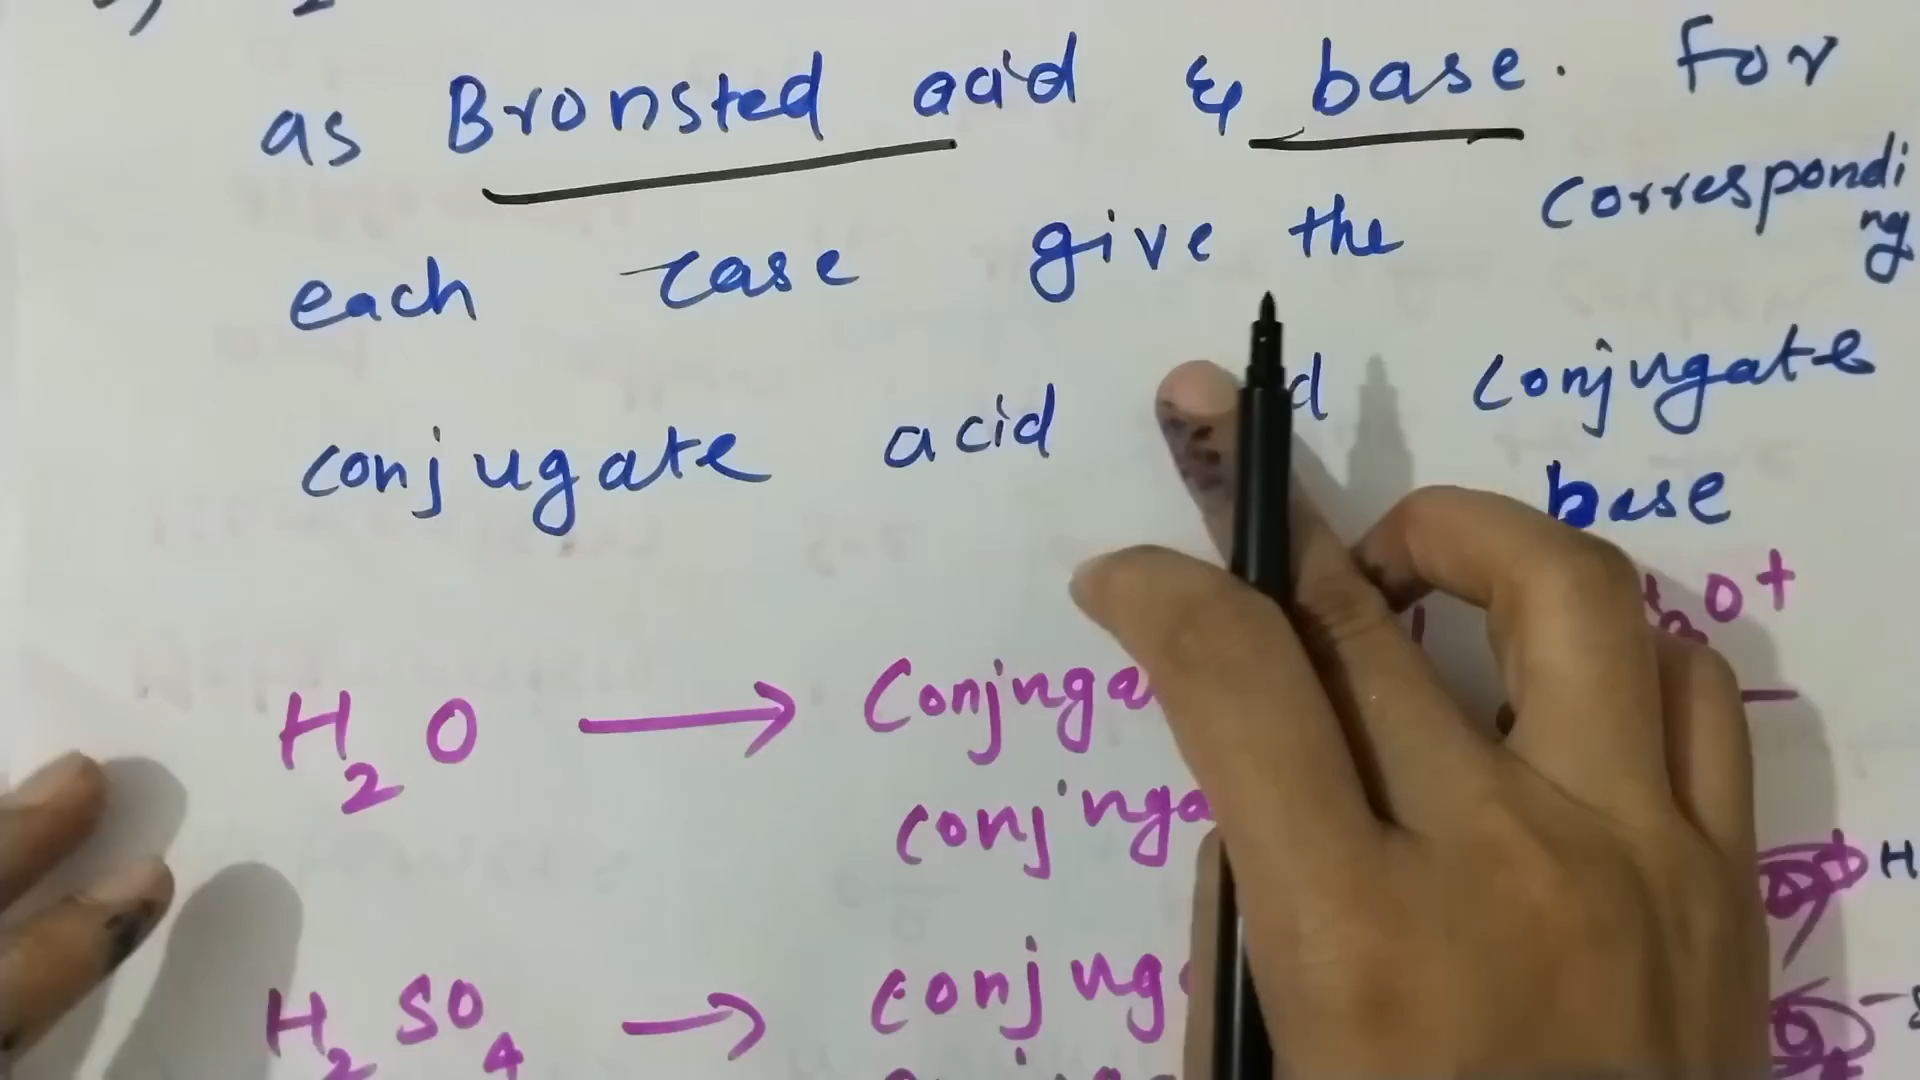 as Bronsted acid & base. For
each case give the correspondi
ng
conjugate acid conjugate
base
H2O → Conjuga
conjuga
H2SO4 → conjug